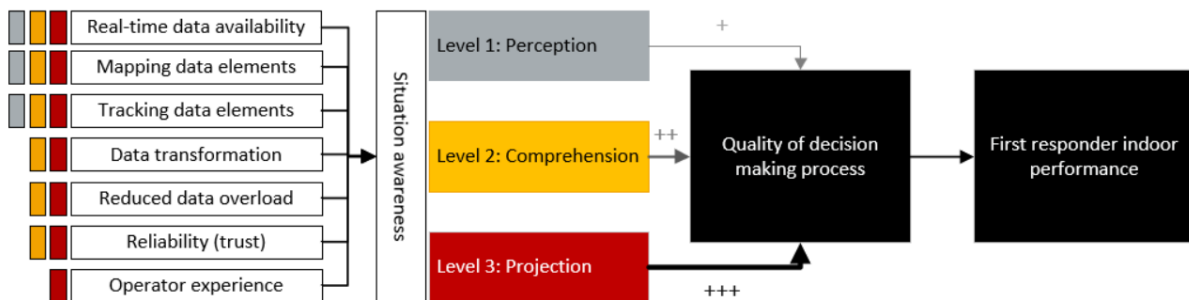 Real-time data availability
Mapping data elements
Tracking data elements
Data transformation
Reduced data overload
Reliability (trust)
Operator experience
Situation awareness
Level 1: Perception
+
Level 2: Comprehension
++
Level 3: Projection
+++
Quality of decision
making process
First responder indoor
performance